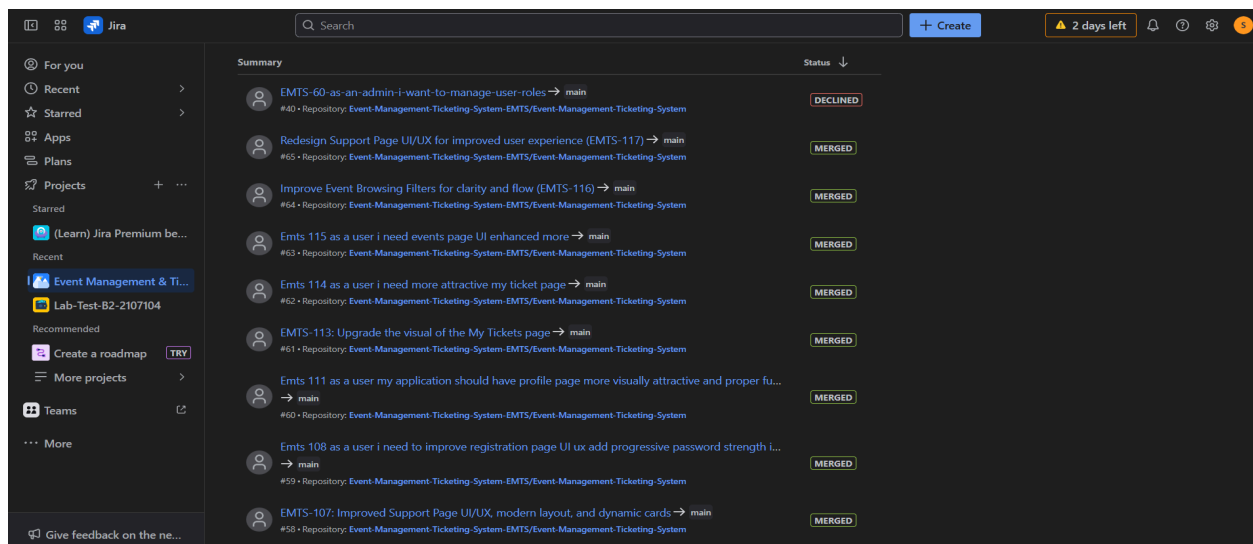 Jira
Search
+ Create
2 days left
S
For you
Recent
Starred
Apps
Plans
Projects
Starred
(Learn) Jira Premium be...
Recent
Event Management & Ti...
Lab-Test-B2-2107104
Recommended
Create a roadmap TRY
More projects
Teams
More
Give feedback on the ne...
Summary Status ↓
EMTS-60-as-an-admin-i-want-to-manage-user-roles → main
#40 • Repository: Event-Management-Ticketing-System-EMTS/Event-Management-Ticketing-System
DECLINED
Redesign Support Page UI/UX for improved user experience (EMTS-117) → main
#65 • Repository: Event-Management-Ticketing-System-EMTS/Event-Management-Ticketing-System
MERGED
Improve Event Browsing Filters for clarity and flow (EMTS-116) → main
#64 • Repository: Event-Management-Ticketing-System-EMTS/Event-Management-Ticketing-System
MERGED
Emts 115 as a user i need events page UI enhanced more → main
#63 • Repository: Event-Management-Ticketing-System-EMTS/Event-Management-Ticketing-System
MERGED
Emts 114 as a user i need more attractive my ticket page → main
#62 • Repository: Event-Management-Ticketing-System-EMTS/Event-Management-Ticketing-System
MERGED
EMTS-113: Upgrade the visual of the My Tickets page → main
#61 • Repository: Event-Management-Ticketing-System-EMTS/Event-Management-Ticketing-System
MERGED
Emts 111 as a user my application should have profile page more visually attractive and proper fu...
→ main
#60 • Repository: Event-Management-Ticketing-System-EMTS/Event-Management-Ticketing-System
MERGED
Emts 108 as a user i need to improve registration page UI ux add progressive password strength i...
→ main
#59 • Repository: Event-Management-Ticketing-System-EMTS/Event-Management-Ticketing-System
MERGED
EMTS-107: Improved Support Page UI/UX, modern layout, and dynamic cards → main
#58 • Repository: Event-Management-Ticketing-System-EMTS/Event-Management-Ticketing-System
MERGED